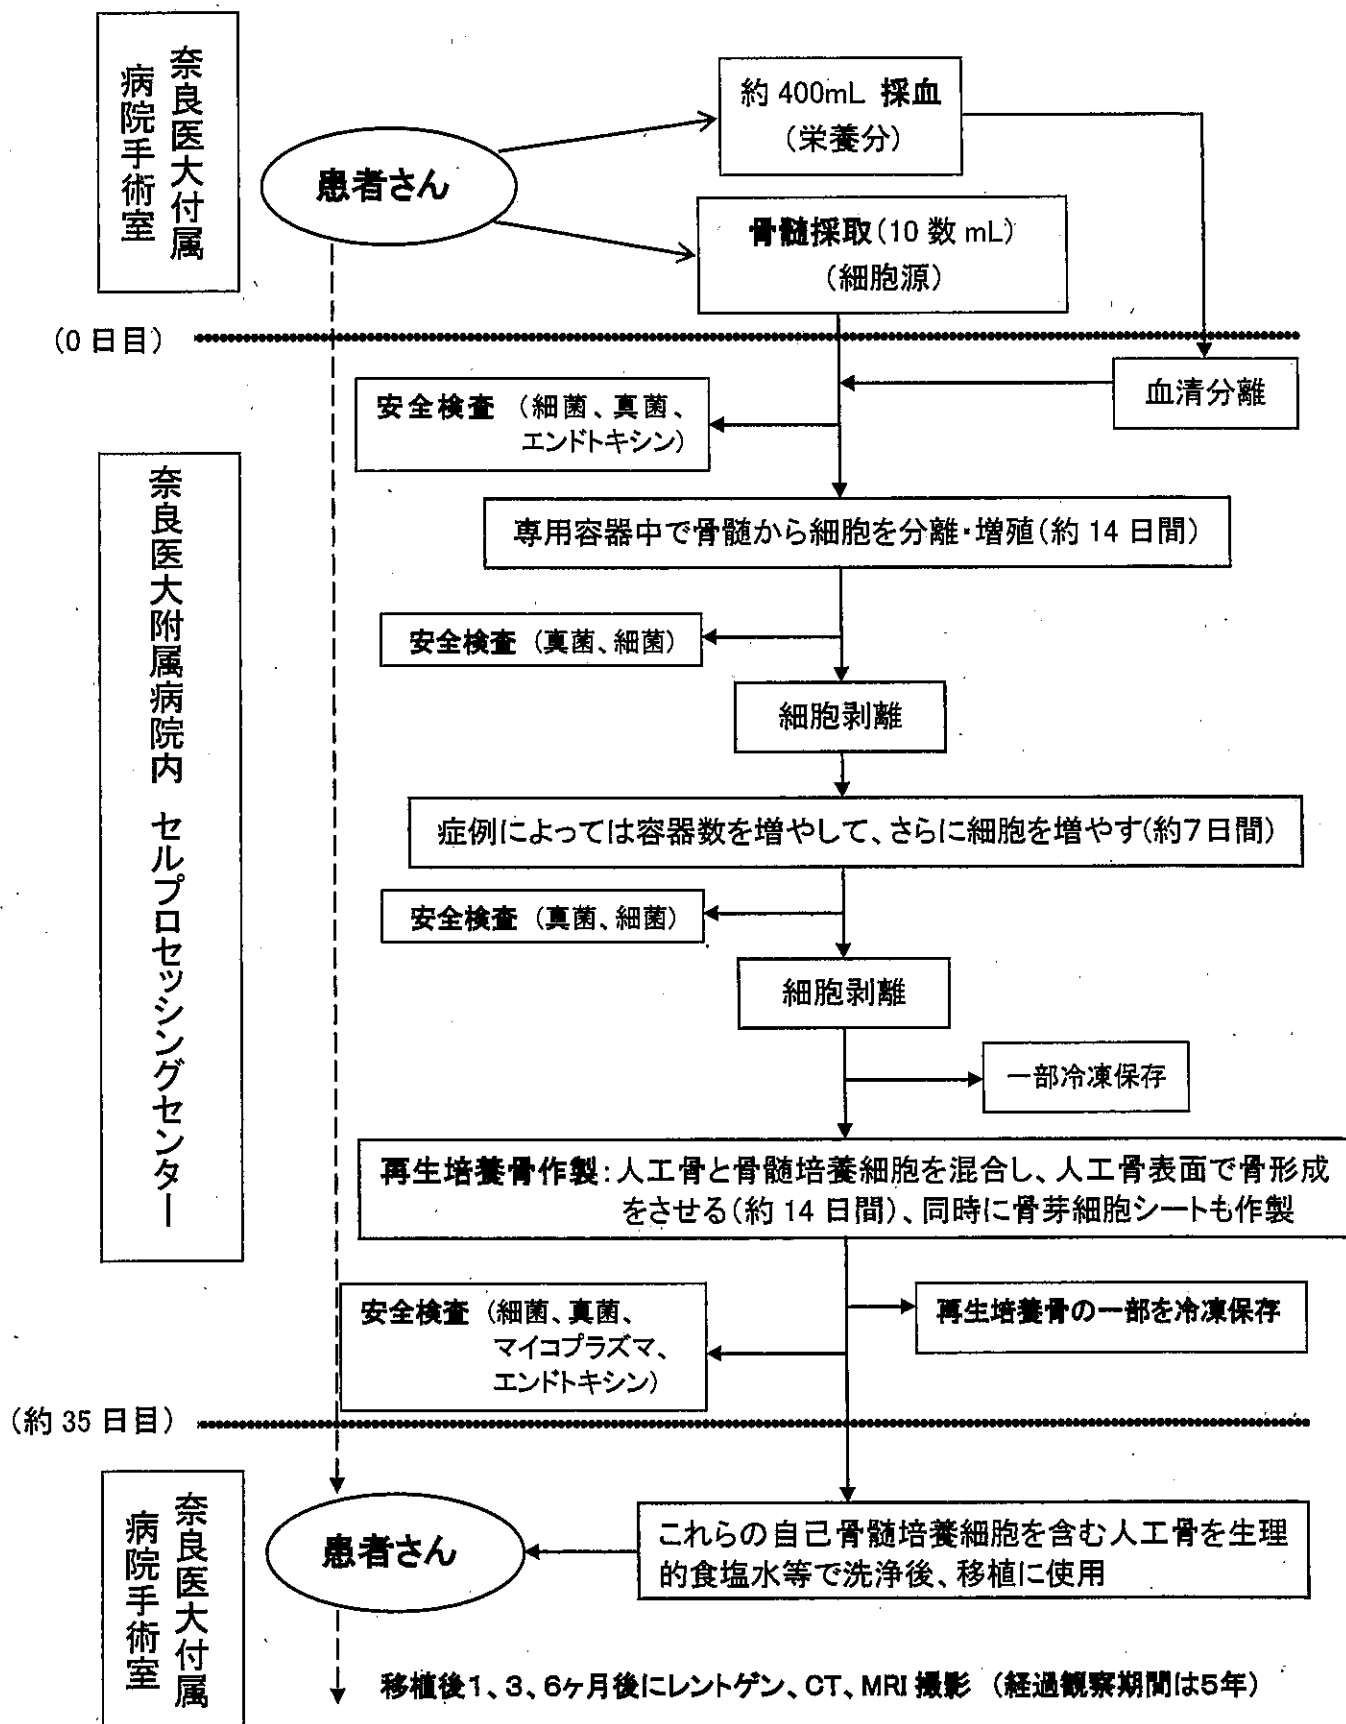 奈良医大付属
病院手術室
約 400mL 採血
(栄養分)
患者さん
骨髄採取(10 数 mL)
(細胞源)
(0 日目)
血清分離
安全検査 (細菌、真菌、
エンドトキシン)
奈良医大附属病院内 セルプロセッシングセンター
専用容器中で骨髄から細胞を分離・増殖(約 14 日間)
安全検査 (真菌、細菌)
細胞剥離
症例によっては容器数を増やして、さらに細胞を増やす(約7日間)
安全検査 (真菌、細菌)
細胞剥離
一部冷凍保存
再生培養骨作製:人工骨と骨髄培養細胞を混合し、人工骨表面で骨形成
をさせる(約 14 日間)、同時に骨芽細胞シートも作製
安全検査 (細菌、真菌、
マイコプラズマ、
エンドトキシン)
再生培養骨の一部を冷凍保存
(約 35 日目)
奈良医大付属
病院手術室
患者さん
これらの自己骨髄培養細胞を含む人工骨を生理
的食塩水等で洗浄後、移植に使用
移植後1、3、6ヶ月後にレントゲン、CT、MRI 撮影 (経過観察期間は5年)